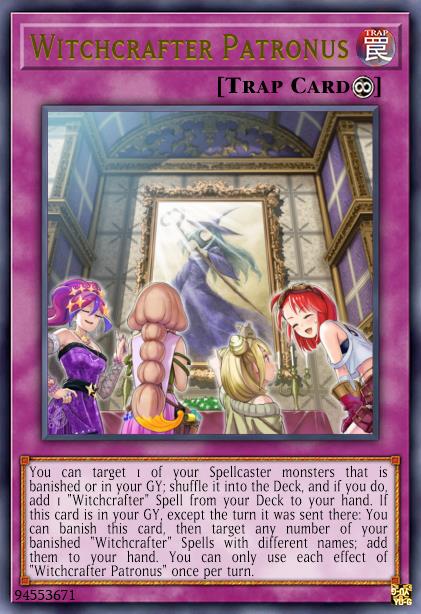 Witchcrafter Patronus
TRAP
罠
[Trap Card]
You can target 1 of your Spellcaster monsters that is
banished or in your GY; shuffle it into the Deck, and if you do,
add 1 "Witchcrafter" Spell from your Deck to your hand. If
this card is in your GY, except the turn it was sent there: You
can banish this card, then target any number of your
banished "Witchcrafter" Spells with different names; add
them to your hand. You can only use each effect of
"Witchcrafter Patronus" once per turn.
94553671